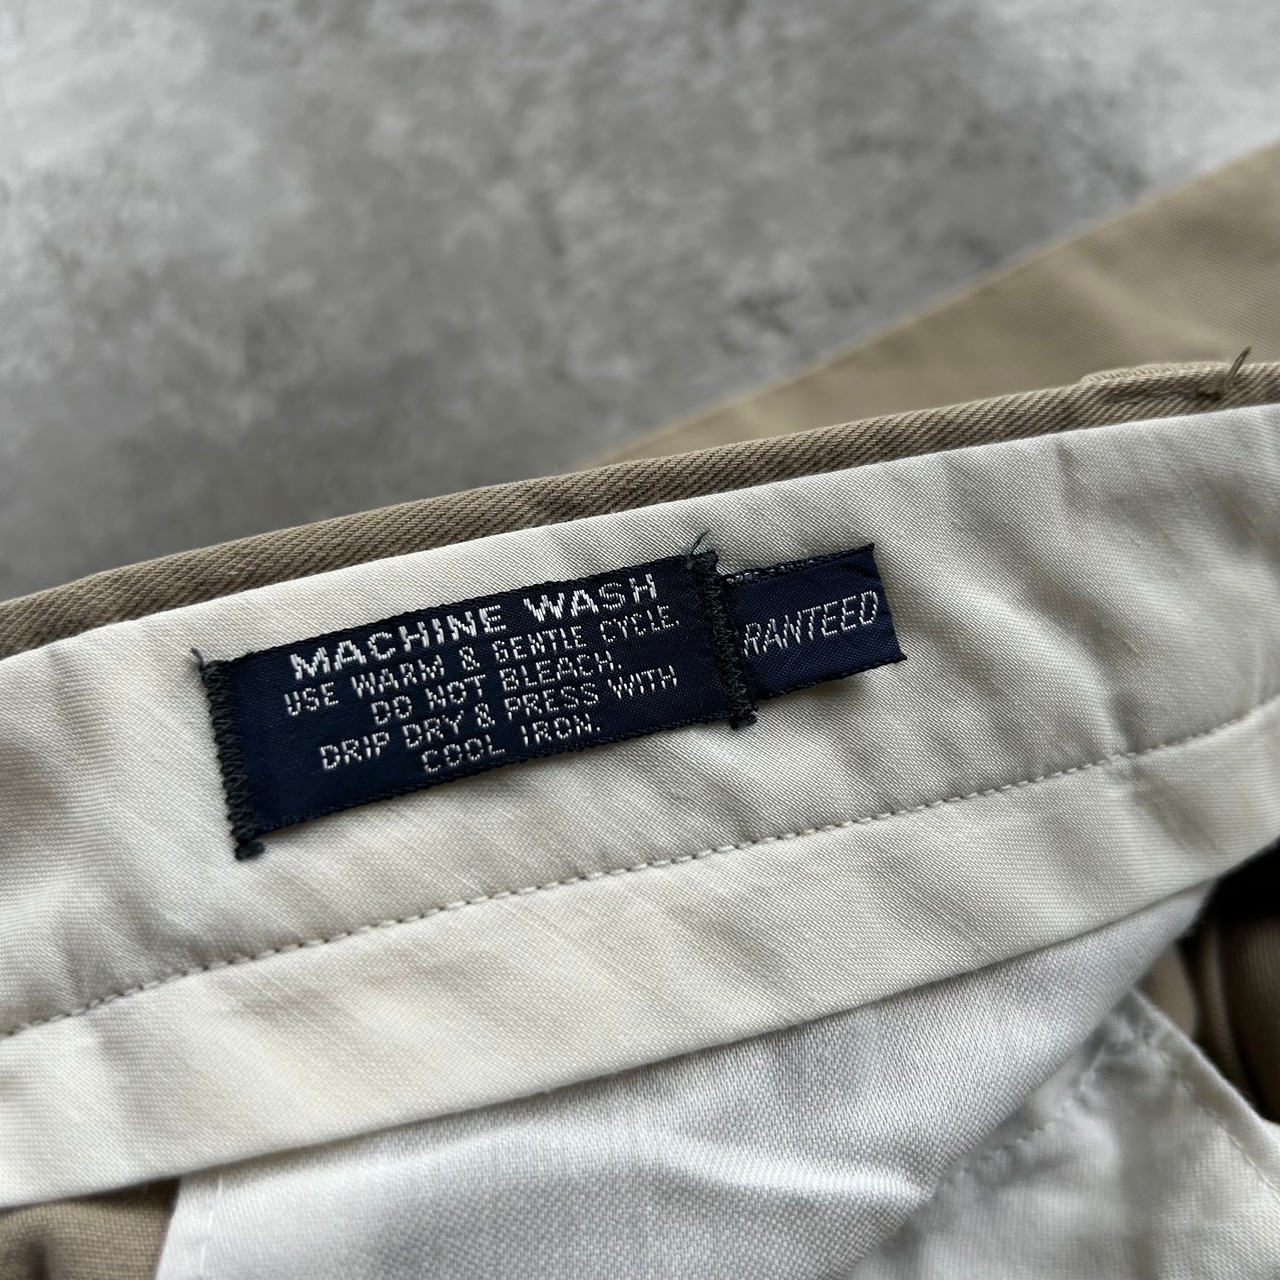 MACHINE WASH
USE WARM & GENTLE CYCLE.
DO NOT BLEACH.
DRIP DRY & PRESS WITH
COOL IRON.
RANTEED